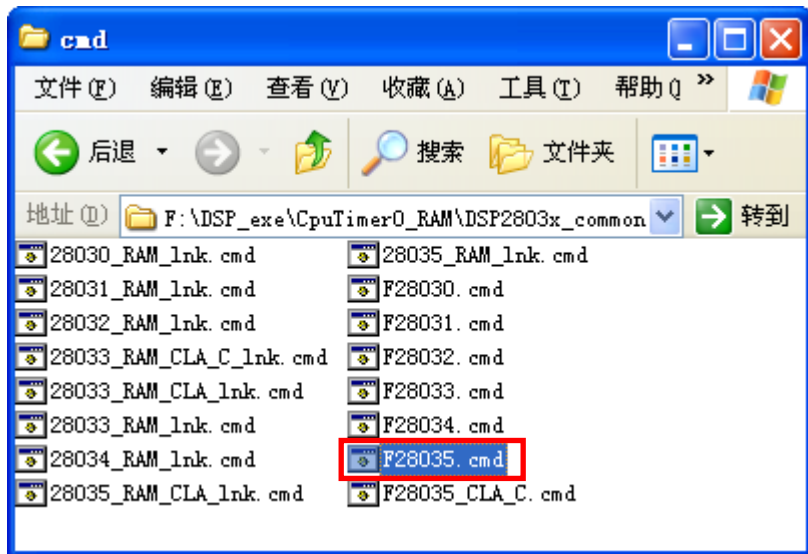 cmd
文件(F) 编辑(E) 查看(V) 收藏(A) 工具(T) 帮助( »
后退 搜索 文件夹
地址(D) F:\DSP_exe\CpuTimer0_RAM\DSP2803x_common 转到
28030_RAM_lnk.cmd
28031_RAM_lnk.cmd
28032_RAM_lnk.cmd
28033_RAM_CLA_C_lnk.cmd
28033_RAM_CLA_lnk.cmd
28033_RAM_lnk.cmd
28034_RAM_lnk.cmd
28035_RAM_CLA_lnk.cmd
28035_RAM_lnk.cmd
F28030.cmd
F28031.cmd
F28032.cmd
F28033.cmd
F28034.cmd
F28035.cmd
F28035_CLA_C.cmd